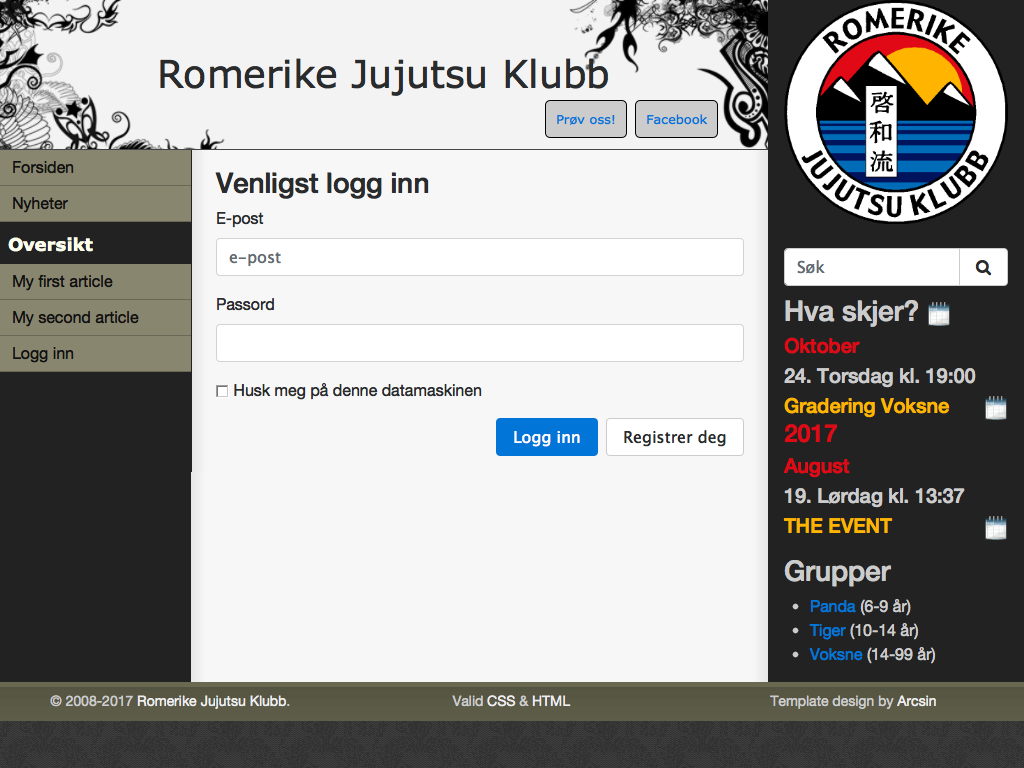 Romerike Jujutsu Klubb
Prøv oss!
Facebook
Forsiden
Nyheter
Oversikt
My first article
My second article
Logg inn
Venligst logg inn
E-post
e-post
Passord
Husk meg på denne datamaskinen
Logg inn
Registrer deg
ROMERIKE
啓和流
JUJUTSU KLUBB
Søk
Hva skjer?
Oktober
24. Torsdag kl. 19:00
Gradering Voksne
2017
August
19. Lørdag kl. 13:37
THE EVENT
Grupper
Panda (6-9 år)
Tiger (10-14 år)
Voksne (14-99 år)
© 2008-2017 Romerike Jujutsu Klubb.
Valid CSS & HTML
Template design by Arcsin